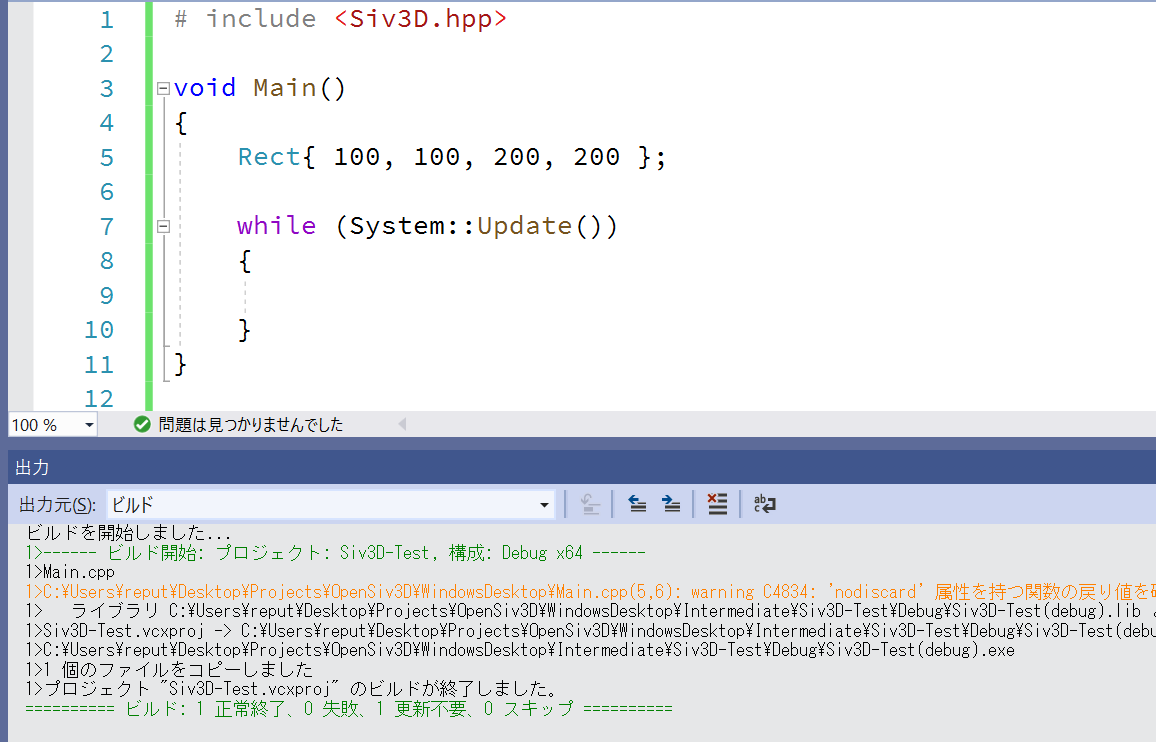 1 # include <Siv3D.hpp>
2
3 void Main()
4 {
5 Rect{ 100, 100, 200, 200 };
6
7 while (System::Update())
8 {
9
10 }
11 }
12
100 % 問題は見つかりませんでした
出力
出力元(S): ビルド
ビルドを開始しました...
1>------ ビルド開始: プロジェクト: Siv3D-Test, 構成: Debug x64 ------
1>Main.cpp
1>C:¥Users¥reput¥Desktop¥Projects¥OpenSiv3D¥WindowsDesktop¥Main.cpp(5,6): warning C4834: 'nodiscard' 属性を持つ関数の戻り値を
1> ライブラリ C:¥Users¥reput¥Desktop¥Projects¥OpenSiv3D¥WindowsDesktop¥Intermediate¥Siv3D-Test¥Debug¥Siv3D-Test(debug).lib
1>Siv3D-Test.vcxproj -> C:¥Users¥reput¥Desktop¥Projects¥OpenSiv3D¥WindowsDesktop¥Intermediate¥Siv3D-Test¥Debug¥Siv3D-Test(debu
1>C:¥Users¥reput¥Desktop¥Projects¥OpenSiv3D¥WindowsDesktop¥Intermediate¥Siv3D-Test¥Debug¥Siv3D-Test(debug).exe
1>1 個のファイルをコピーしました
1>プロジェクト "Siv3D-Test.vcxproj" のビルドが終了しました。
========== ビルド: 1 正常終了、0 失敗、1 更新不要、0 スキップ ==========